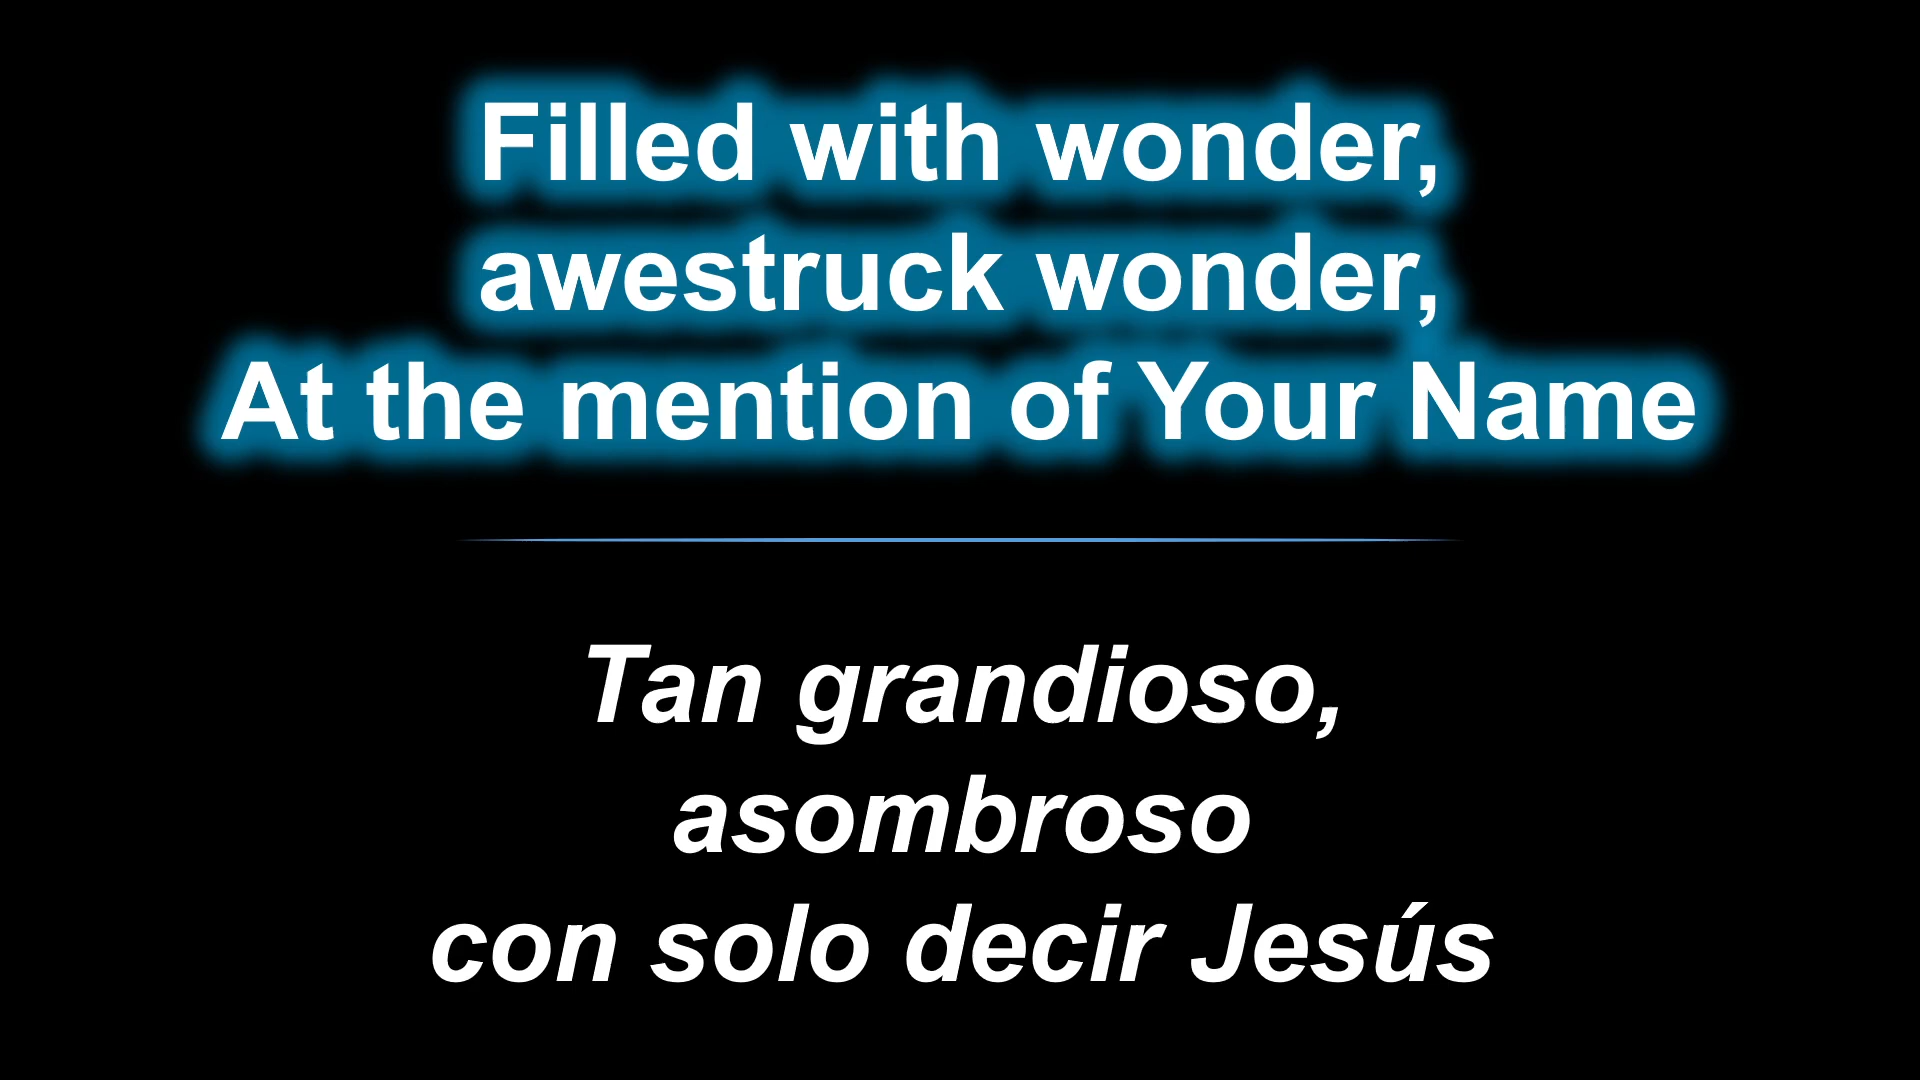 Filled with wonder,
awestruck wonder,
At the mention of Your Name
Tan grandioso,
asombroso
con solo decir Jesús